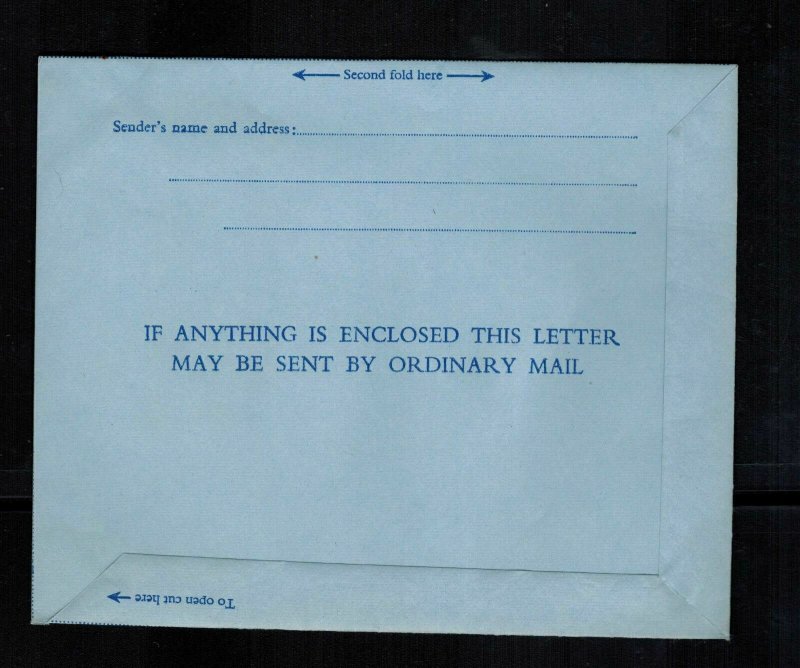 Second fold here
Sender's name and address:
IF ANYTHING IS ENCLOSED THIS LETTER
MAY BE SENT BY ORDINARY MAIL
To open cut here